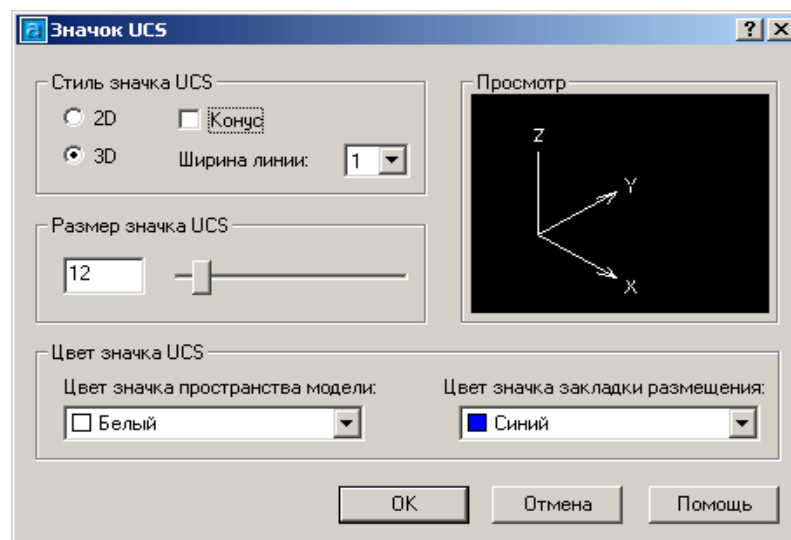 Значок UCS
Стиль значка UCS
2D
Конус
3D
Ширина линии:
1
Просмотр
Z
Y
X
Размер значка UCS
12
Цвет значка UCS
Цвет значка пространства модели:
Цвет значка закладки размещения:
Белый
Синий
OK
Отмена
Помощь